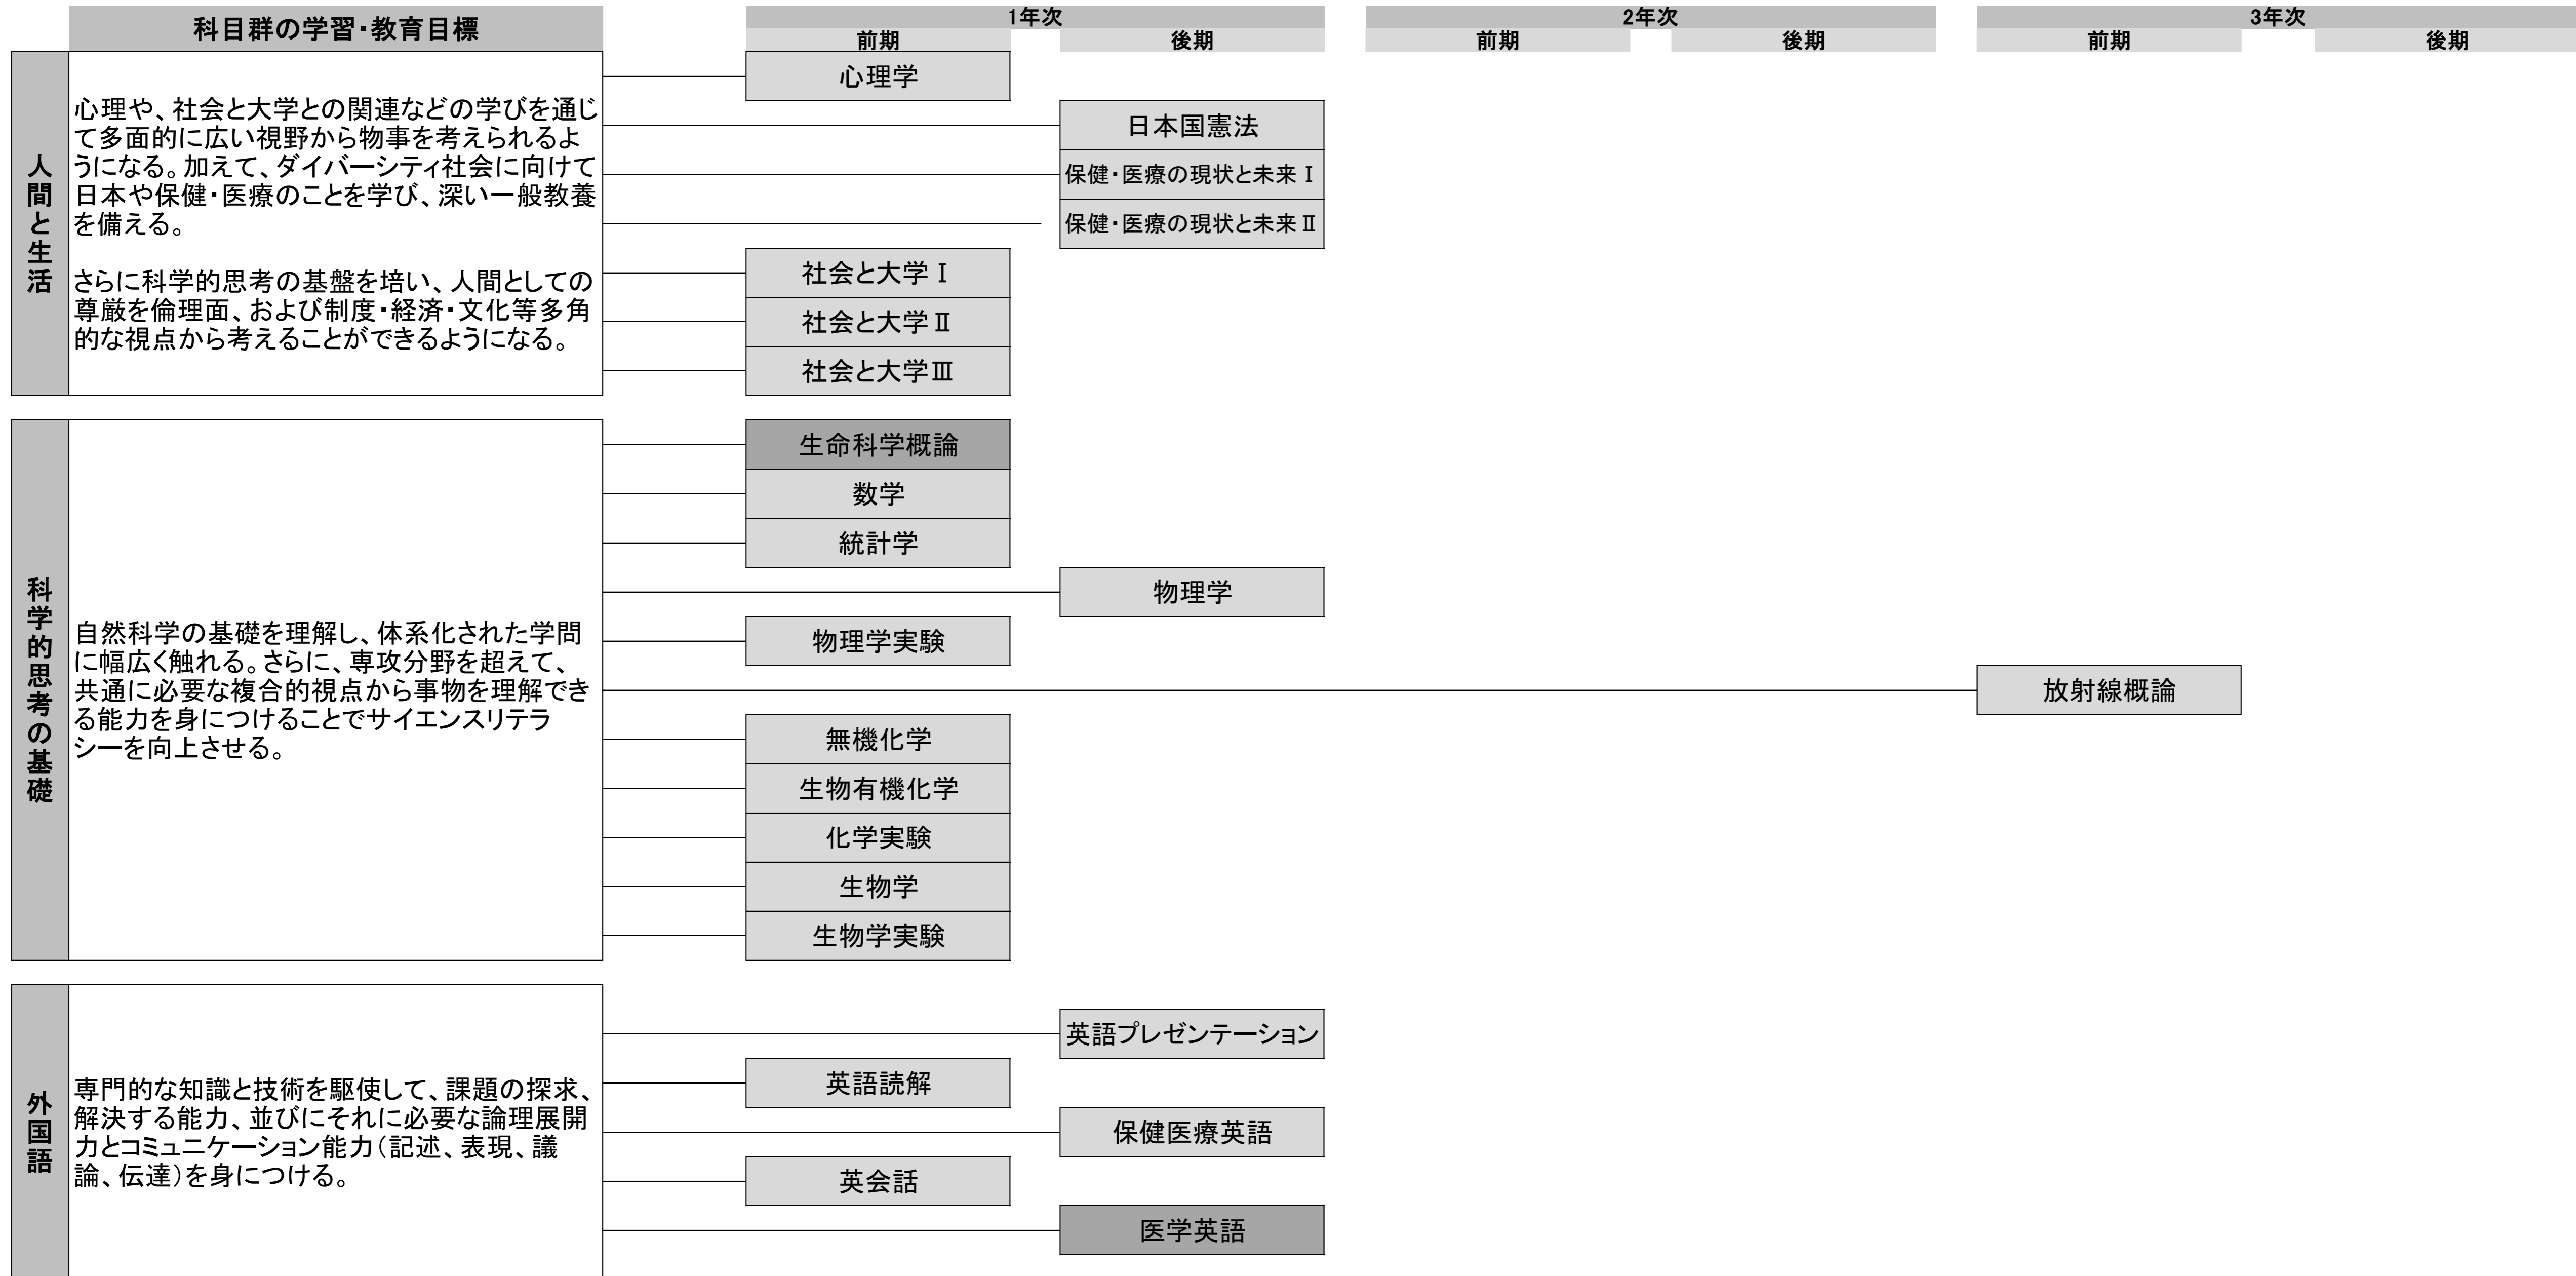 科目群の学習・教育目標
1年次
2年次
3年次
前期
後期
前期
後期
前期
後期
人間と生活
心理や、社会と大学との関連などの学びを通じ
て多面的に広い視野から物事を考えられるよ
うになる。加えて、ダイバーシティ社会に向けて
日本や保健・医療のことを学び、深い一般教養
を備える。
さらに科学的思考の基盤を培い、人間としての
尊厳を倫理面、および制度・経済・文化等多角
的な視点から考えることができるようになる。
心理学
日本国憲法
保健・医療の現状と未来Ⅰ
保健・医療の現状と未来Ⅱ
社会と大学Ⅰ
社会と大学Ⅱ
社会と大学Ⅲ
科学的思考の基礎
自然科学の基礎を理解し、体系化された学問
に幅広く触れる。さらに、専攻分野を超えて、
共通に必要な複合的視点から事物を理解でき
る能力を身につけることでサイエンスリテラ
シーを向上させる。
生命科学概論
数学
統計学
物理学
物理学実験
放射線概論
無機化学
生物有機化学
化学実験
生物学
生物学実験
外国語
専門的な知識と技術を駆使して、課題の探求、
解決する能力、並びにそれに必要な論理展開
力とコミュニケーション能力（記述、表現、議
論、伝達）を身につける。
英語プレゼンテーション
英語読解
保健医療英語
英会話
医学英語